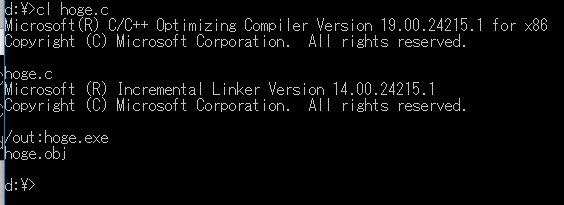 d:¥>cl hoge.c
Microsoft(R) C/C++ Optimizing Compiler Version 19.00.24215.1 for x86
Copyright (C) Microsoft Corporation.  All rights reserved.

hoge.c
Microsoft (R) Incremental Linker Version 14.00.24215.1
Copyright (C) Microsoft Corporation.  All rights reserved.

/out:hoge.exe
hoge.obj

d:¥>